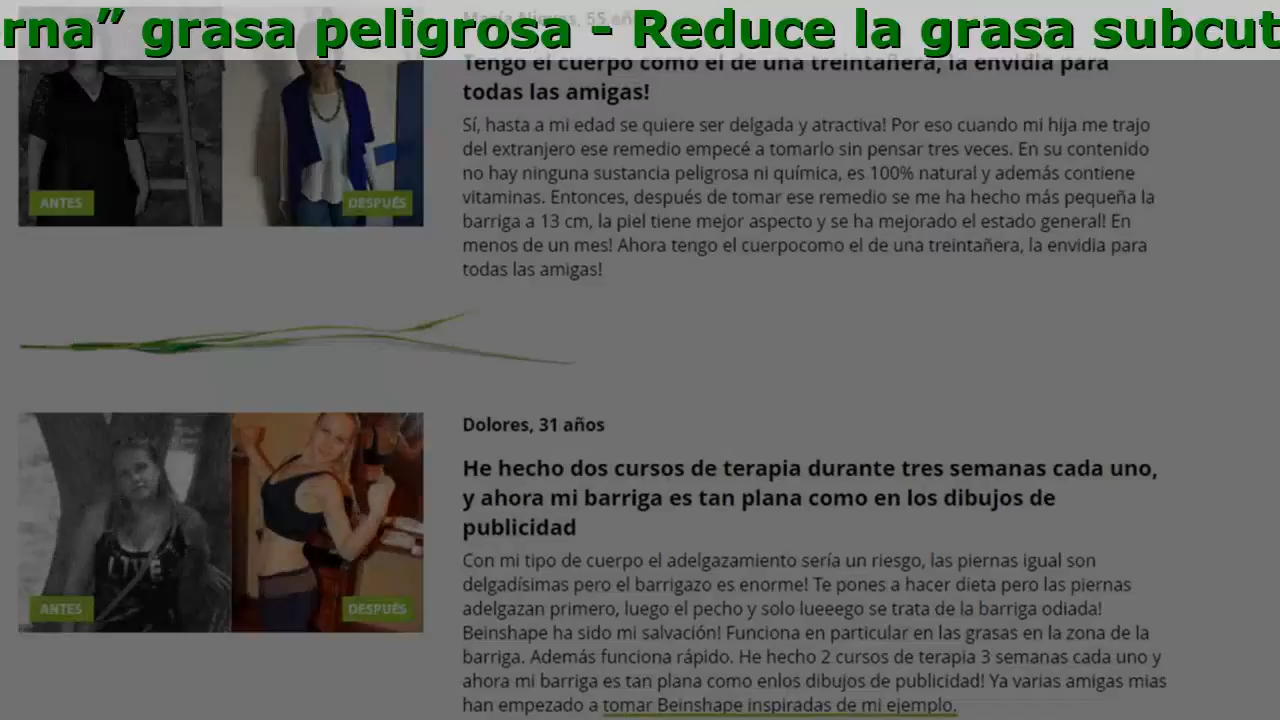 rna” grasa peligrosa - Reduce la grasa subcut
María Nieves, 55 añ
Tengo el cuerpo como el de una treintañera, la envidia para
todas las amigas!
Sí, hasta a mi edad se quiere ser delgada y atractiva! Por eso cuando mi hija me trajo
del extranjero ese remedio empecé a tomarlo sin pensar tres veces. En su contenido
no hay ninguna sustancia peligrosa ni química, es 100% natural y además contiene
vitaminas. Entonces, después de tomar ese remedio se me ha hecho más pequeña la
barriga a 13 cm, la piel tiene mejor aspecto y se ha mejorado el estado general! En
menos de un mes! Ahora tengo el cuerpocomo el de una treintañera, la envidia para
todas las amigas!
ANTES
DESPUÉS
Dolores, 31 años
He hecho dos cursos de terapia durante tres semanas cada uno,
y ahora mi barriga es tan plana como en los dibujos de
publicidad
Con mi tipo de cuerpo el adelgazamiento sería un riesgo, las piernas igual son
delgadísimas pero el barrigazo es enorme! Te pones a hacer dieta pero las piernas
adelgazan primero, luego el pecho y solo lueeego se trata de la barriga odiada!
Beinshape ha sido mi salvación! Funciona en particular en las grasas en la zona de la
barriga. Además funciona rápido. He hecho 2 cursos de terapia 3 semanas cada uno y
ahora mi barriga es tan plana como enlos dibujos de publicidad! Ya varias amigas mias
han empezado a tomar Beinshape inspiradas de mi ejemplo.
LIVE
ANTES
DESPUÉS